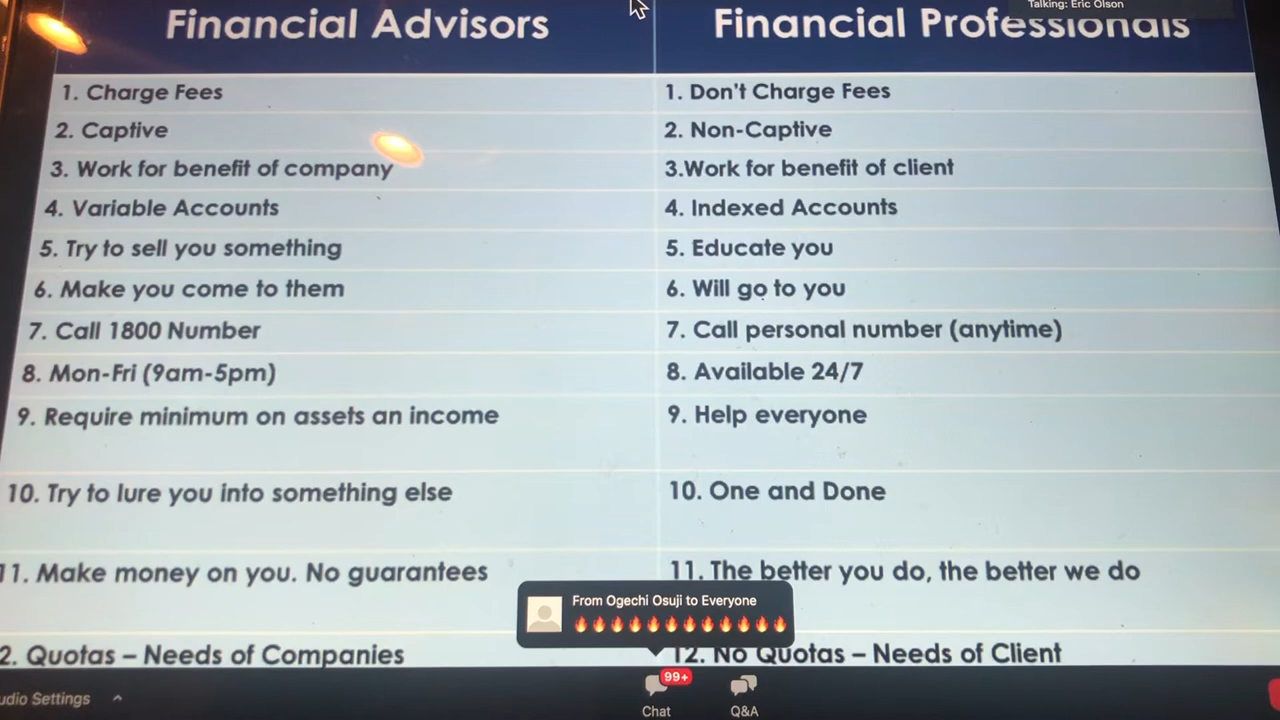 Talking: Eric Olson
Financial Advisors
Financial Professionals
1. Charge Fees
1. Don't Charge Fees
2. Captive
2. Non-Captive
3. Work for benefit of company
3.Work for benefit of client
4. Variable Accounts
4. Indexed Accounts
5. Try to sell you something
5. Educate you
6. Make you come to them
6. Will go to you
7. Call 1800 Number
7. Call personal number (anytime)
8. Mon-Fri (9am-5pm)
8. Available 24/7
9. Require minimum on assets an income
9. Help everyone
10. Try to lure you into something else
10. One and Done
11. Make money on you. No guarantees
11. The better you do, the better we do
From Ogechi Osuji to Everyone
🔥🔥🔥🔥🔥🔥🔥🔥🔥🔥🔥🔥
2. Quotas – Needs of Companies
12. No Quotas – Needs of Client
udio Settings
99+
Chat
Q&A